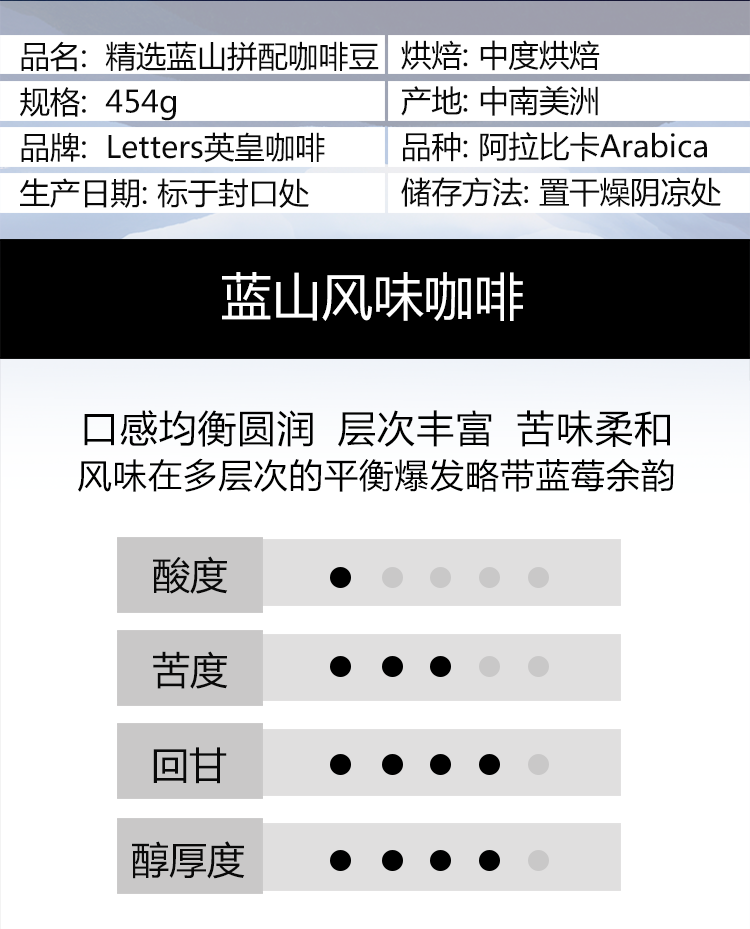 品名: 精选蓝山拼配咖啡豆 烘焙: 中度烘焙
规格: 454g 产地: 中南美洲
品牌: Letters英皇咖啡 品种: 阿拉比卡Arabica
生产日期: 标于封口处 储存方法: 置干燥阴凉处
蓝山风味咖啡
口感均衡圆润 层次丰富 苦味柔和
风味在多层次的平衡爆发略带蓝莓余韵
酸度
苦度
回甘
醇厚度